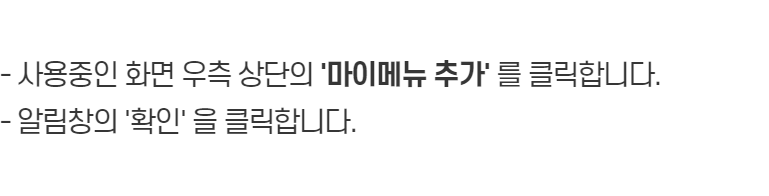 - 사용중인 화면 우측 상단의 '마이메뉴 추가' 를 클릭합니다.
- 알림창의 '확인' 을 클릭합니다.